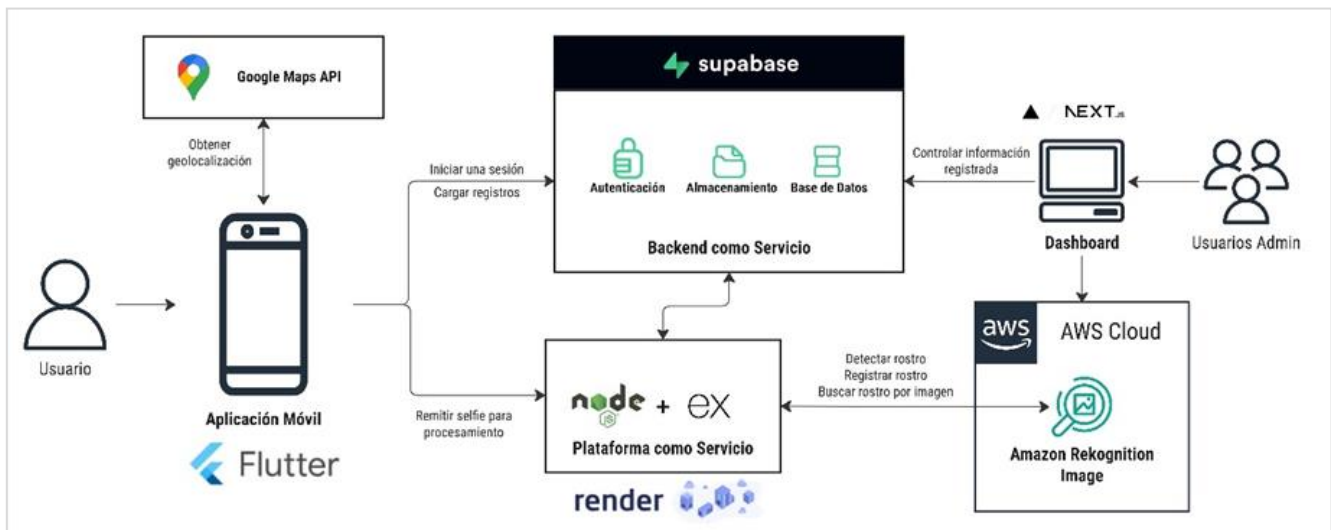 Google Maps API
Obtener
geolocalización
Usuario
Aplicación Móvil
Flutter
Iniciar una sesión
Cargar registros
Remitir selfie para
procesamiento
supabase
Autenticación
Almacenamiento
Base de Datos
Backend como Servicio
node + ex
JS
Plataforma como Servicio
render
NEXT.JS
Controlar información
registrada
Dashboard
Usuarios Admin
Detectar rostro
Registrar rostro
Buscar rostro por imagen
aws
AWS Cloud
Amazon Rekognition
Image